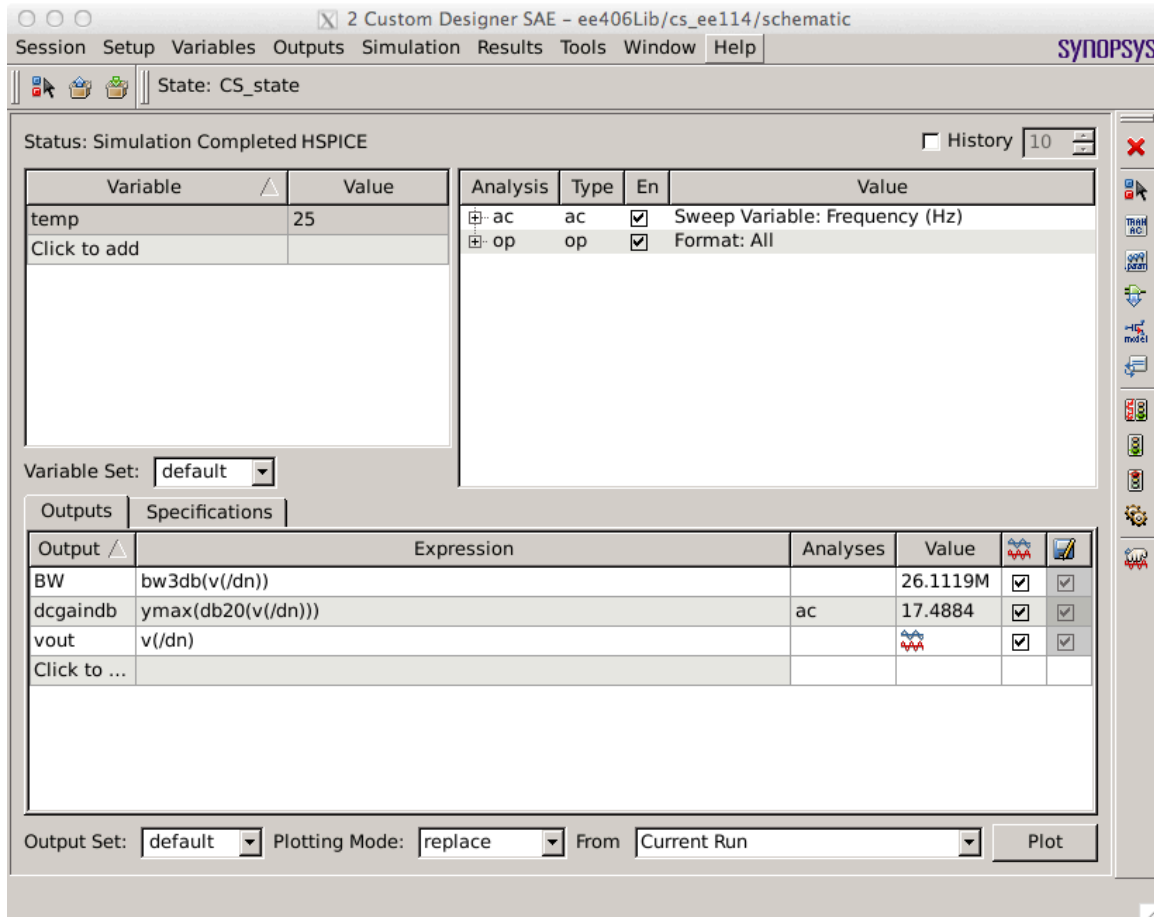 2 Custom Designer SAE – ee406Lib/cs_ee114/schematic
Session Setup Variables Outputs Simulation Results Tools Window Help
SYNOPSYS
State: CS_state
Status: Simulation Completed HSPICE
History 10
Variable Value
temp 25
Click to add
Analysis Type En Value
ac ac Sweep Variable: Frequency (Hz)
op op Format: All
TRAN
AC
param
model
Variable Set: default
Outputs Specifications
Output Expression Analyses Value
BW bw3db(v(/dn)) 26.1119M
dcgaindb ymax(db20(v(/dn))) ac 17.4884
vout v(/dn)
Click to ...
Output Set: default Plotting Mode: replace From Current Run Plot